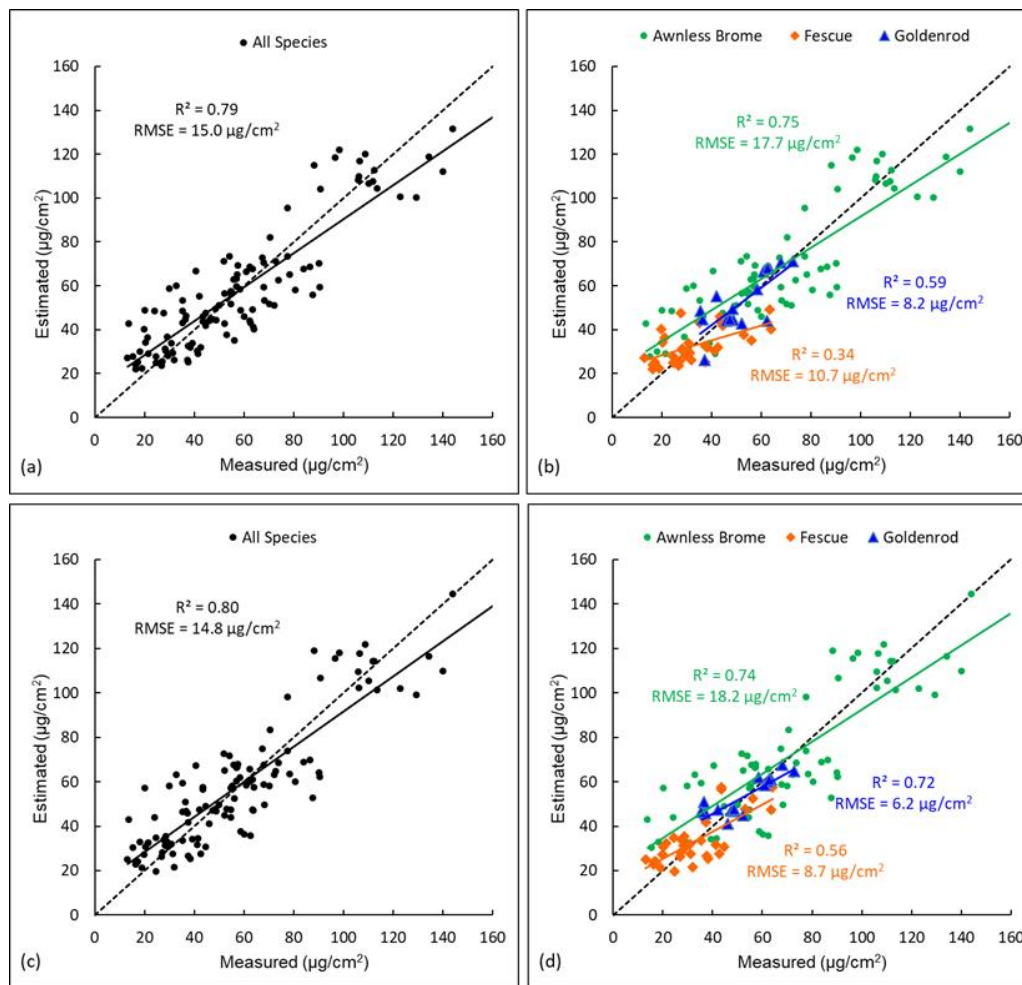 All Species
160
140
120
100
80
60
40
20
0
R² = 0.79
RMSE = 15.0 µg/cm²
Estimated (µg/cm²)
0 20 40 60 80 100 120 140 160
Measured (µg/cm²)
(a)
Awnless Brome Fescue Goldenrod
160
140
120
100
80
60
40
20
0
R² = 0.75
RMSE = 17.7 µg/cm²
R² = 0.59
RMSE = 8.2 µg/cm²
R² = 0.34
RMSE = 10.7 µg/cm²
Estimated (µg/cm²)
0 20 40 60 80 100 120 140 160
Measured (µg/cm²)
(b)
All Species
160
140
120
100
80
60
40
20
0
R² = 0.80
RMSE = 14.8 µg/cm²
Estimated (µg/cm²)
0 20 40 60 80 100 120 140 160
Measured (µg/cm²)
(c)
Awnless Brome Fescue Goldenrod
160
140
120
100
80
60
40
20
0
R² = 0.74
RMSE = 18.2 µg/cm²
R² = 0.72
RMSE = 6.2 µg/cm²
R² = 0.56
RMSE = 8.7 µg/cm²
Estimated (µg/cm²)
0 20 40 60 80 100 120 140 160
Measured (µg/cm²)
(d)